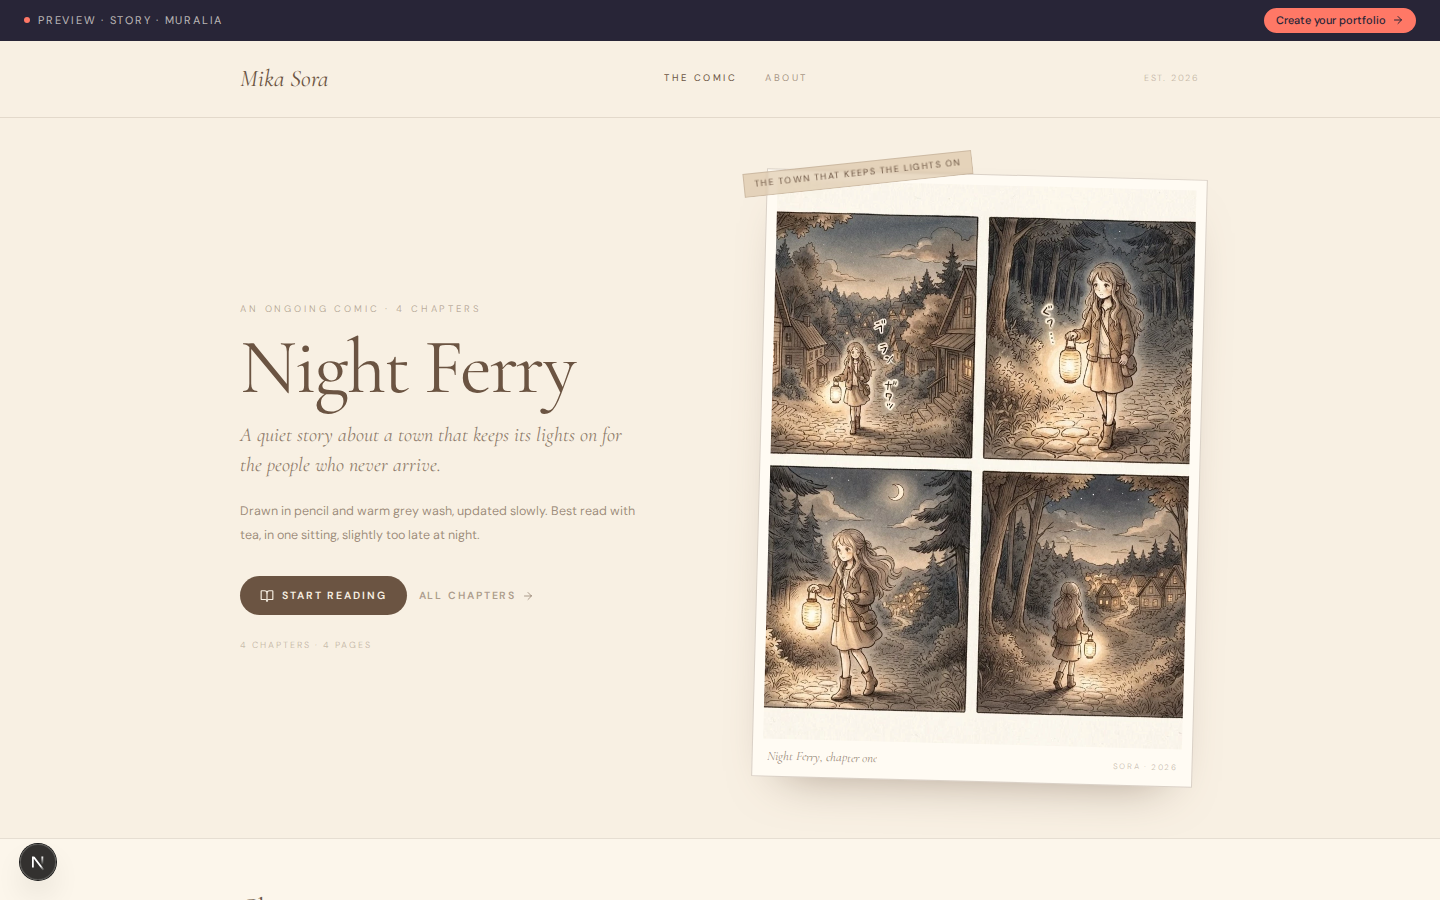 PREVIEW · STORY · MURALIA
Create your portfolio →
Mika Sora
THE COMIC
ABOUT
EST. 2026
THE TOWN THAT KEEPS THE LIGHTS ON
AN ONGOING COMIC · 4 CHAPTERS
Night Ferry
A quiet story about a town that keeps its lights on for
the people who never arrive.
Drawn in pencil and warm grey wash, updated slowly. Best read with
tea, in one sitting, slightly too late at night.
START READING
ALL CHAPTERS →
4 CHAPTERS · 4 PAGES
Night Ferry, chapter one
SORA · 2026
N